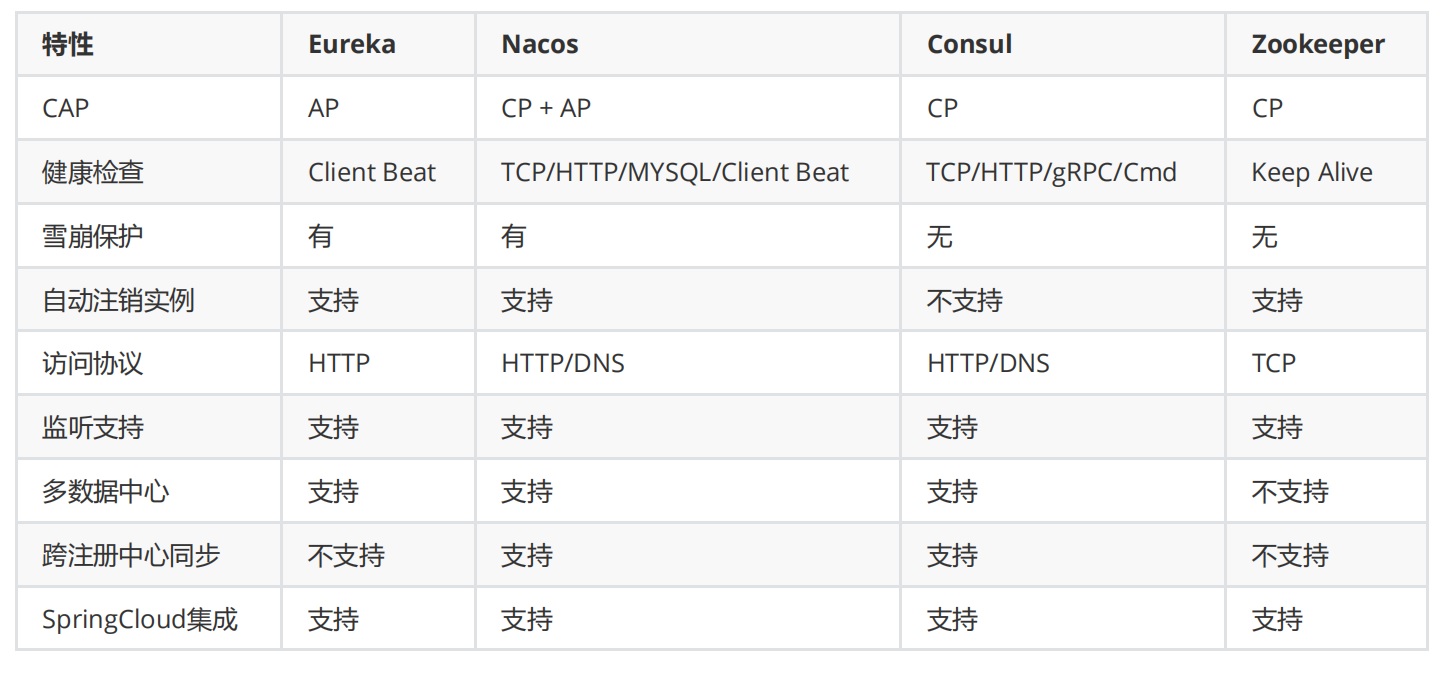 特性 Eureka Nacos Consul Zookeeper
CAP AP CP + AP CP CP
健康检查 Client Beat TCP/HTTP/MYSQL/Client Beat TCP/HTTP/gRPC/Cmd Keep Alive
雪崩保护 有 有 无 无
自动注销实例 支持 支持 不支持 支持
访问协议 HTTP HTTP/DNS HTTP/DNS TCP
监听支持 支持 支持 支持 支持
多数据中心 支持 支持 支持 不支持
跨注册中心同步 不支持 支持 支持 不支持
SpringCloud集成 支持 支持 支持 支持